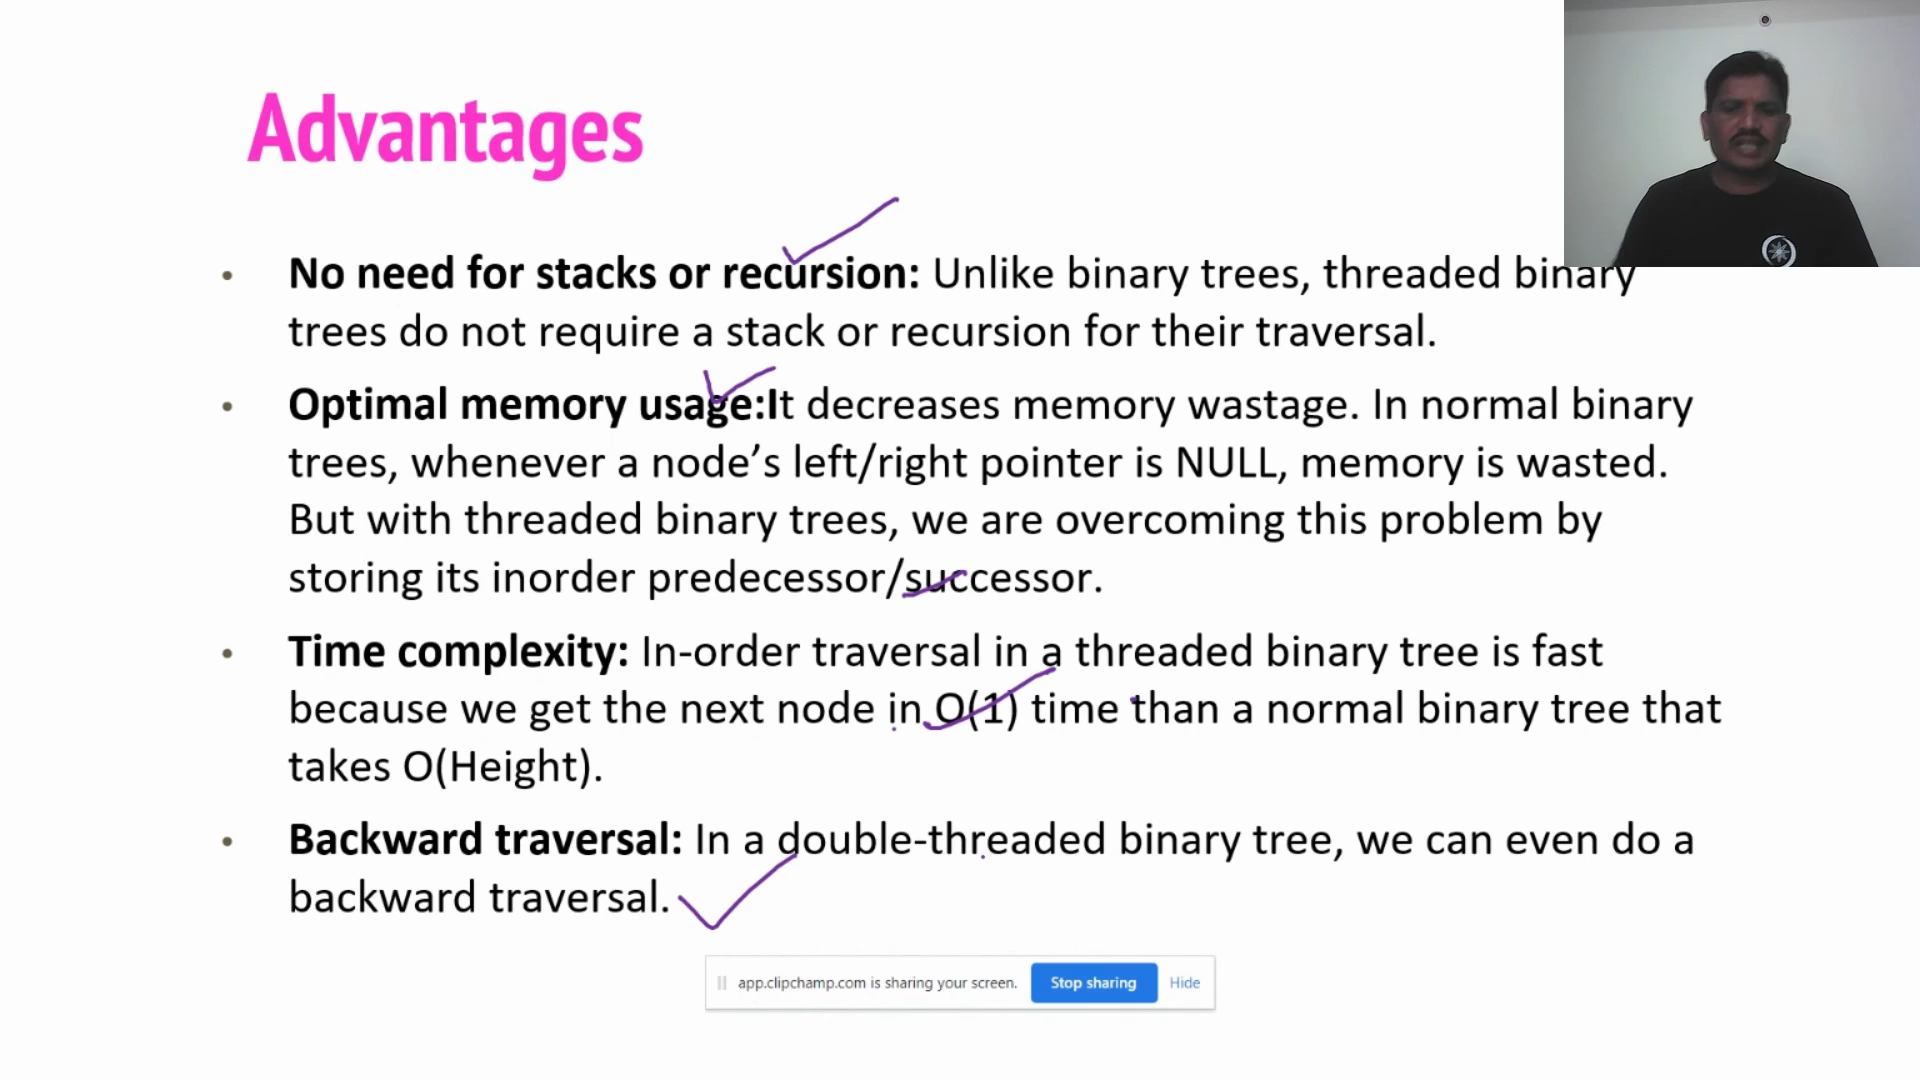 Advantages
• No need for stacks or recursion: Unlike binary trees, threaded binary
trees do not require a stack or recursion for their traversal.
• Optimal memory usage:It decreases memory wastage. In normal binary
trees, whenever a node’s left/right pointer is NULL, memory is wasted.
But with threaded binary trees, we are overcoming this problem by
storing its inorder predecessor/successor.
• Time complexity: In-order traversal in a threaded binary tree is fast
because we get the next node in O(1) time than a normal binary tree that
takes O(Height).
• Backward traversal: In a double-threaded binary tree, we can even do a
backward traversal.
app.clipchamp.com is sharing your screen. Stop sharing Hide